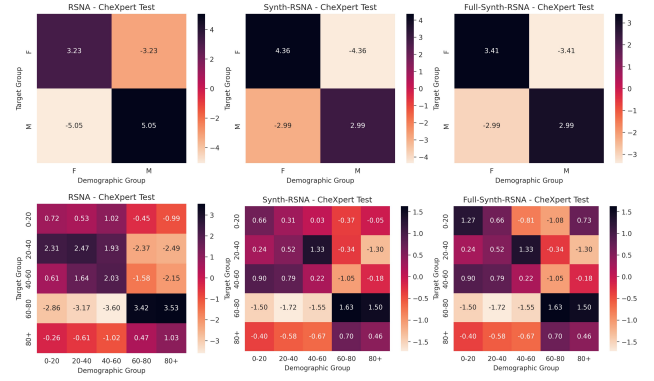 RSNA - CheXpert Test
Synth-RSNA - CheXpert Test
Full-Synth-RSNA - CheXpert Test
Target Group
F
3.23 -3.23
M
-5.05 5.05
F M
Demographic Group
4
2
0
−2
−4
Target Group
F
4.36 -4.36
M
-2.99 2.99
F M
Demographic Group
4
3
2
1
0
−1
−2
−3
−4
Target Group
F
3.41 -3.41
M
-2.99 2.99
F M
Demographic Group
3
2
1
0
−1
−2
−3
RSNA - CheXpert Test
Synth-RSNA - CheXpert Test
Full-Synth-RSNA - CheXpert Test
Target Group
0-20 0.72 0.53 1.02 -0.45 -0.99
20-40 2.31 2.47 1.93 -2.37 -2.49
40-60 0.61 1.64 2.03 -1.58 -2.15
60-80 -2.86 -3.17 -3.60 3.42 3.53
80+ -0.26 -0.61 -1.02 0.47 1.03
0-20 20-40 40-60 60-80 80+
Demographic Group
3
2
1
0
−1
−2
−3
Target Group
0-20 0.66 0.31 0.03 -0.37 -0.05
20-40 0.24 0.52 1.33 -0.34 -1.30
40-60 0.90 0.79 0.22 -1.05 -0.18
60-80 -1.50 -1.72 -1.55 1.63 1.50
80+ -0.40 -0.58 -0.67 0.70 0.46
0-20 20-40 40-60 60-80 80+
Demographic Group
1.5
1.0
0.5
0.0
−0.5
−1.0
−1.5
Target Group
0-20 1.27 0.66 -0.81 -1.08 0.73
20-40 0.24 0.52 1.33 -0.34 -1.30
40-60 0.90 0.79 0.22 -1.05 -0.18
60-80 -1.50 -1.72 -1.55 1.63 1.50
80+ -0.40 -0.58 -0.67 0.70 0.46
0-20 20-40 40-60 60-80 80+
Demographic Group
1.5
1.0
0.5
0.0
−0.5
−1.0
−1.5